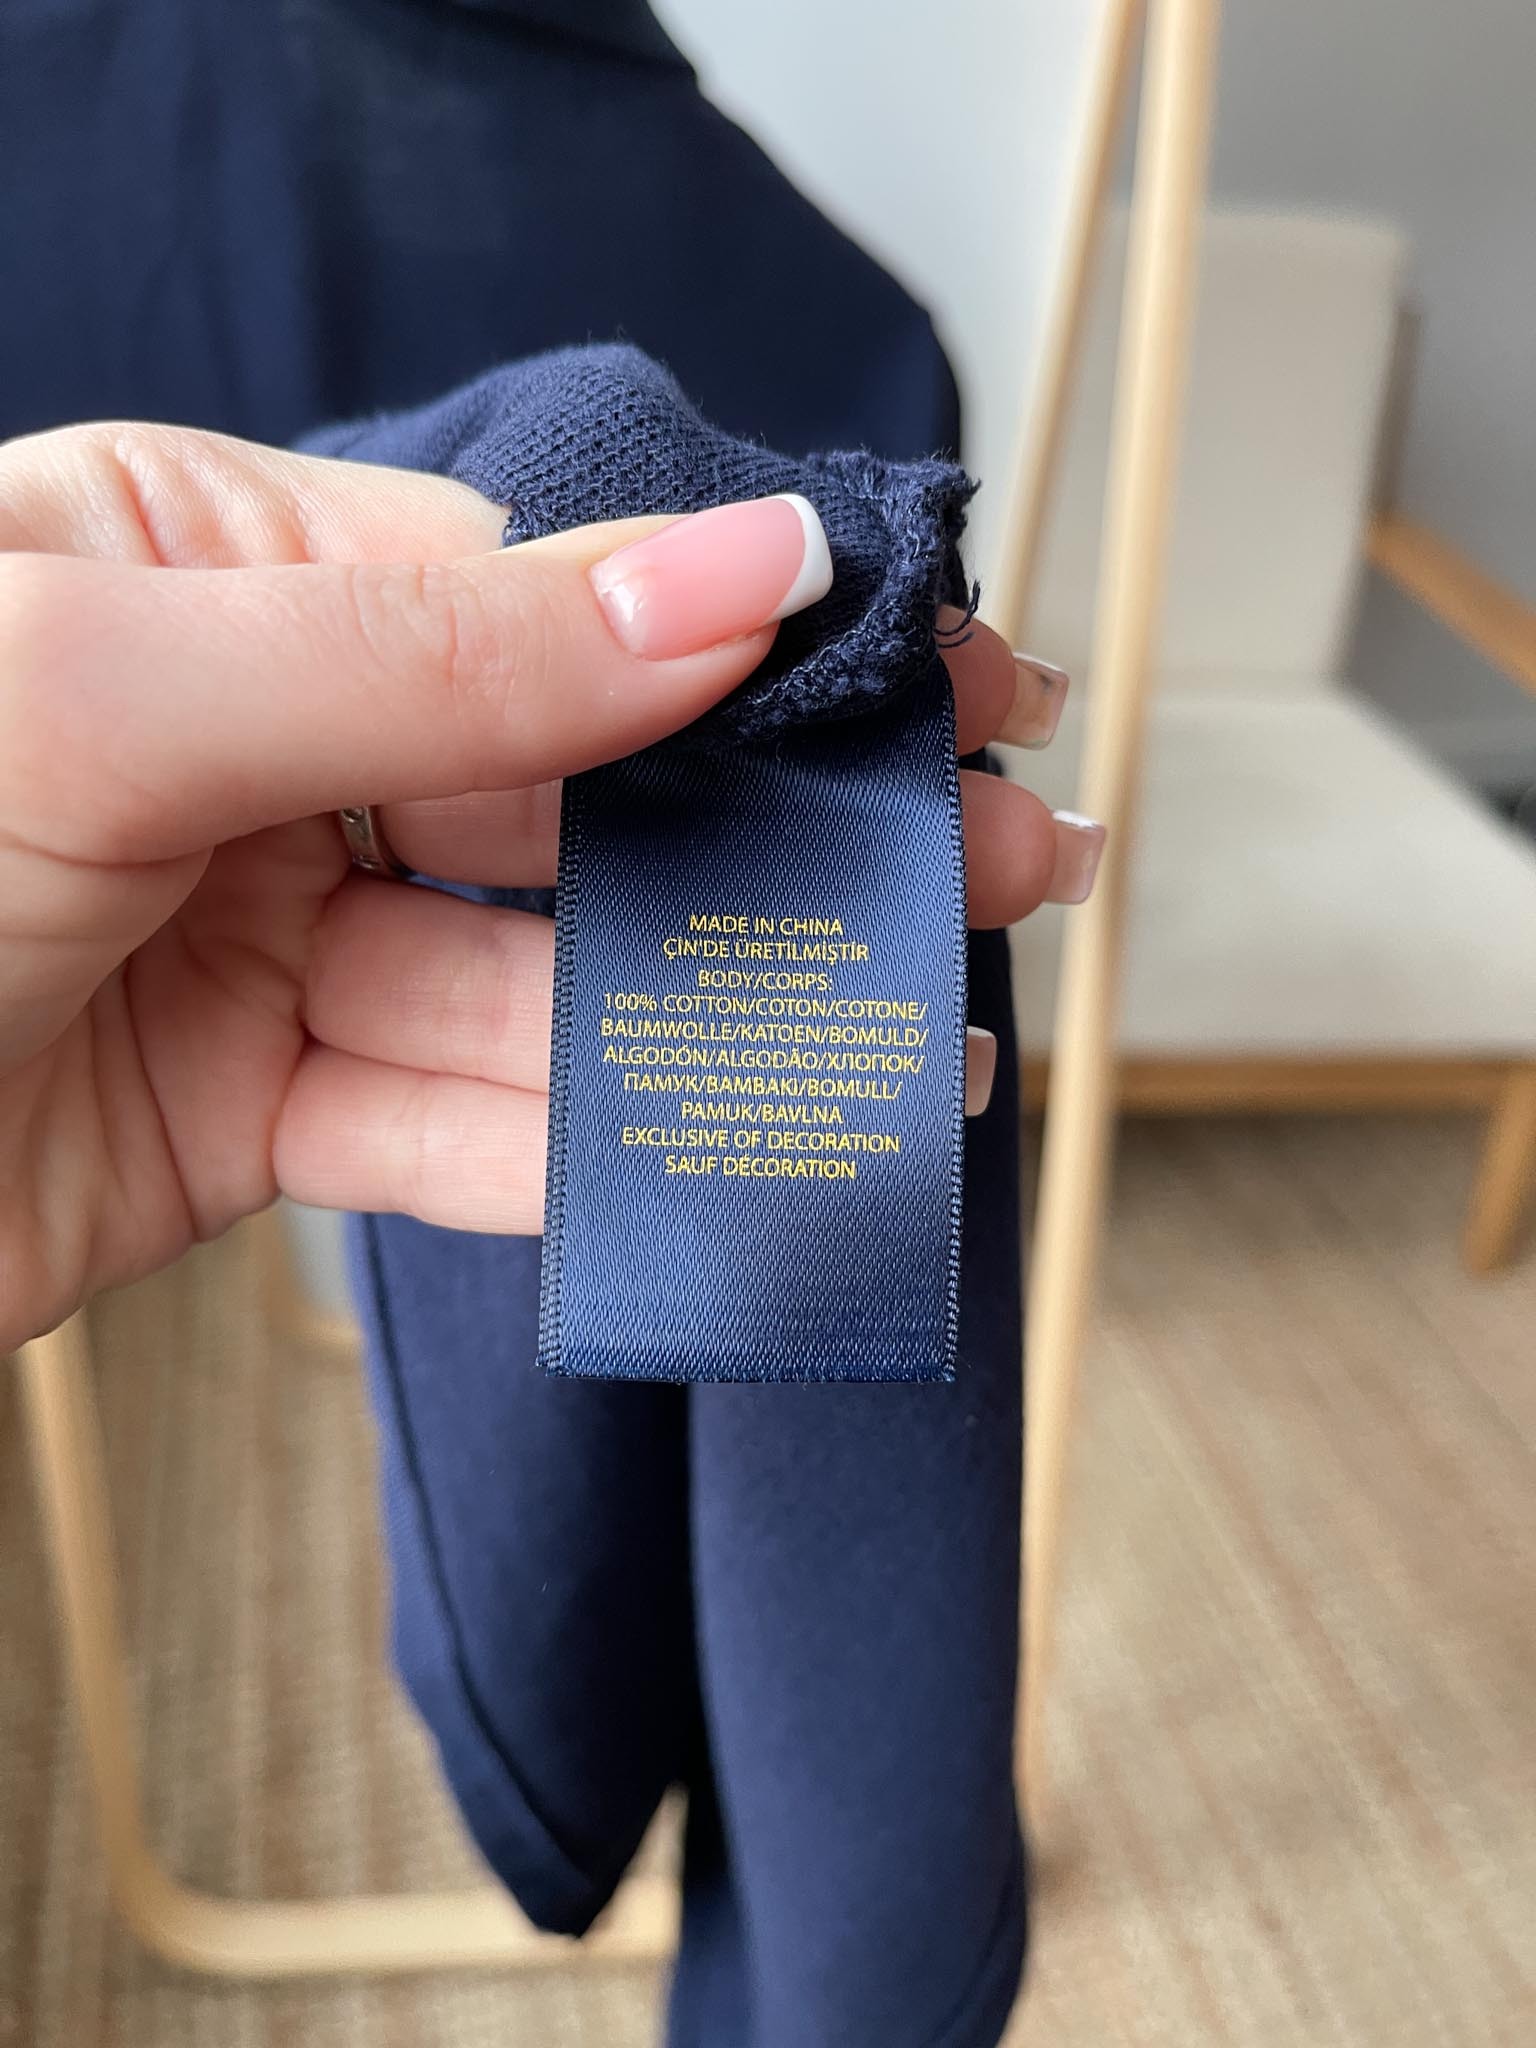 MADE IN CHINA
ÇİN'DE ÜRETİLMİŞTİR
BODY/CORPS:
100% COTTON/COTON/COTONE/
BAUMWOLLE/KATOEN/BOMULD/
ALGODÓN/ALGODÃO/ХЛОПОК/
ПАМУК/BAMBAKI/BOMULL/
PAMUK/BAVLNA
EXCLUSIVE OF DECORATION
SAUF DÉCORATION